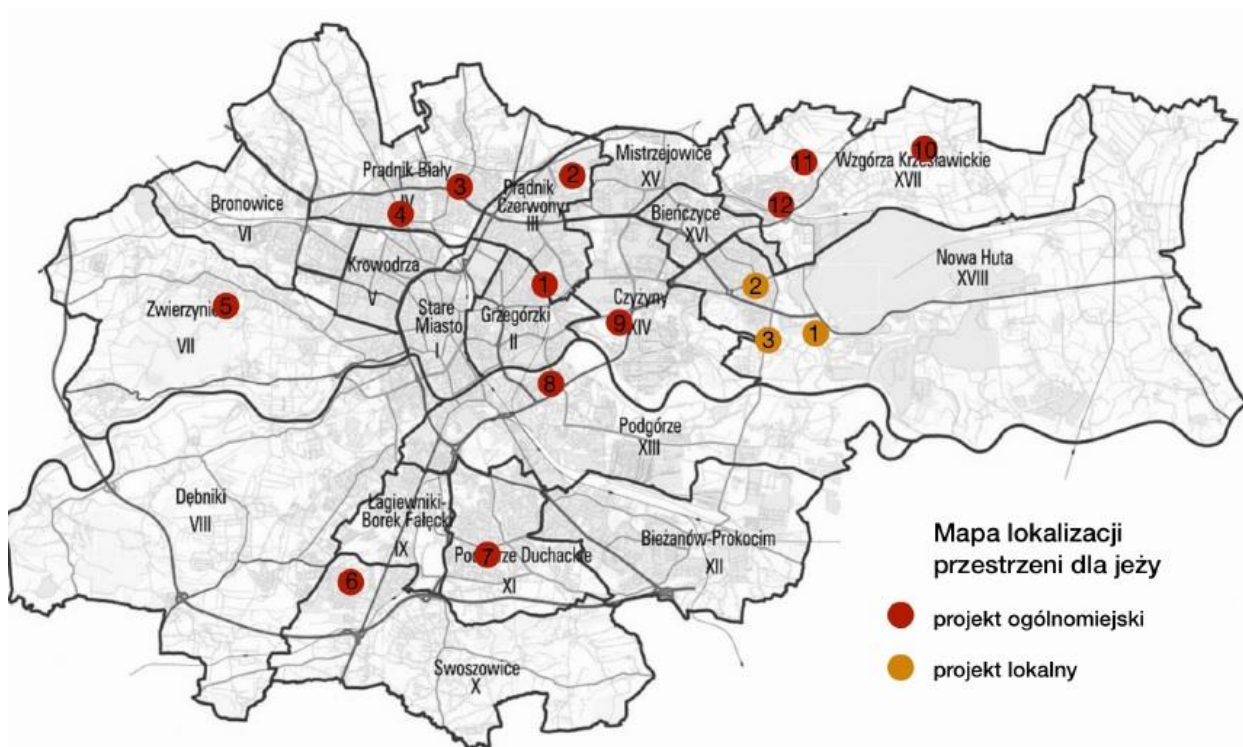 Mistrzejowice
XV
11
10
Wzgórza Krzesławickie
XVII
Prądnik Biały
IV
3
2
4
Prądnik
Czerwony
III
12
Bronowice
VI
Bieńczyce
XVI
Krowodrza
V
Nowa Huta
XVIII
5
1
2
Zwierzyniec
VII
Stare
Miasto
I
Grzegórzki
II
Czyżyny
XIV
9
3
1
8
Podgórze
XIII
Dębniki
VIII
Łagiewniki-
Borek Fałęcki
IX
Bieżanów-Prokocim
XII
7
Podgórze Duchackie
XI
6
Swoszowice
X
Mapa lokalizacji
przestrzeni dla jeży
projekt ogólnomiejski
projekt lokalny